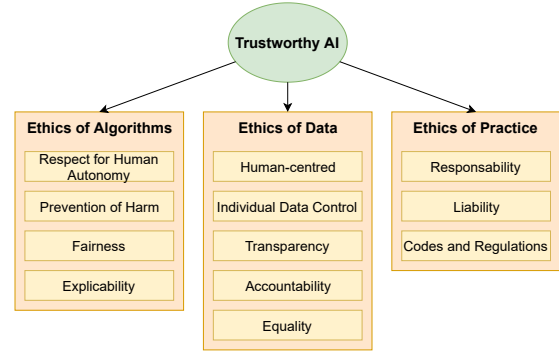 Trustworthy AI
Ethics of Algorithms
Respect for Human
Autonomy
Prevention of Harm
Fairness
Explicability
Ethics of Data
Human-centred
Individual Data Control
Transparency
Accountability
Equality
Ethics of Practice
Responsability
Liability
Codes and Regulations